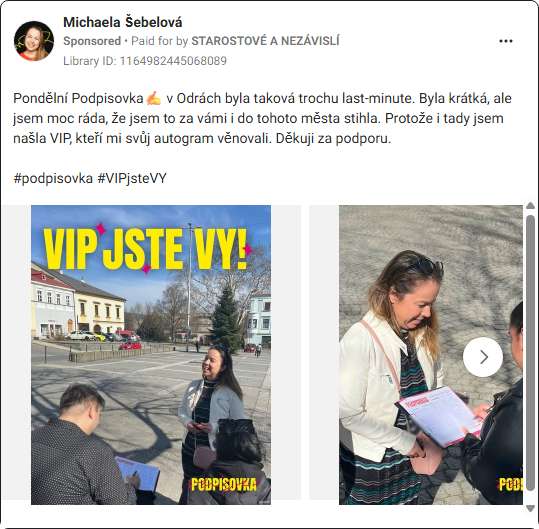 Michaela Šebelová
Sponsored • Paid for by STAROSTOVÉ A NEZÁVISLÍ
Library ID: 1164982445068089
Pondělní Podpisovka✍️ v Odrách byla taková trochu last-minute. Byla krátká, ale
jsem moc ráda, že jsem to za vámi i do tohoto města stihla. Protože i tady jsem
našla VIP, kteří mi svůj autogram věnovali. Děkuji za podporu.
#podpisovka #VIPjsteVY
VIP JSTE VY!
PODPISOVKA
PODP